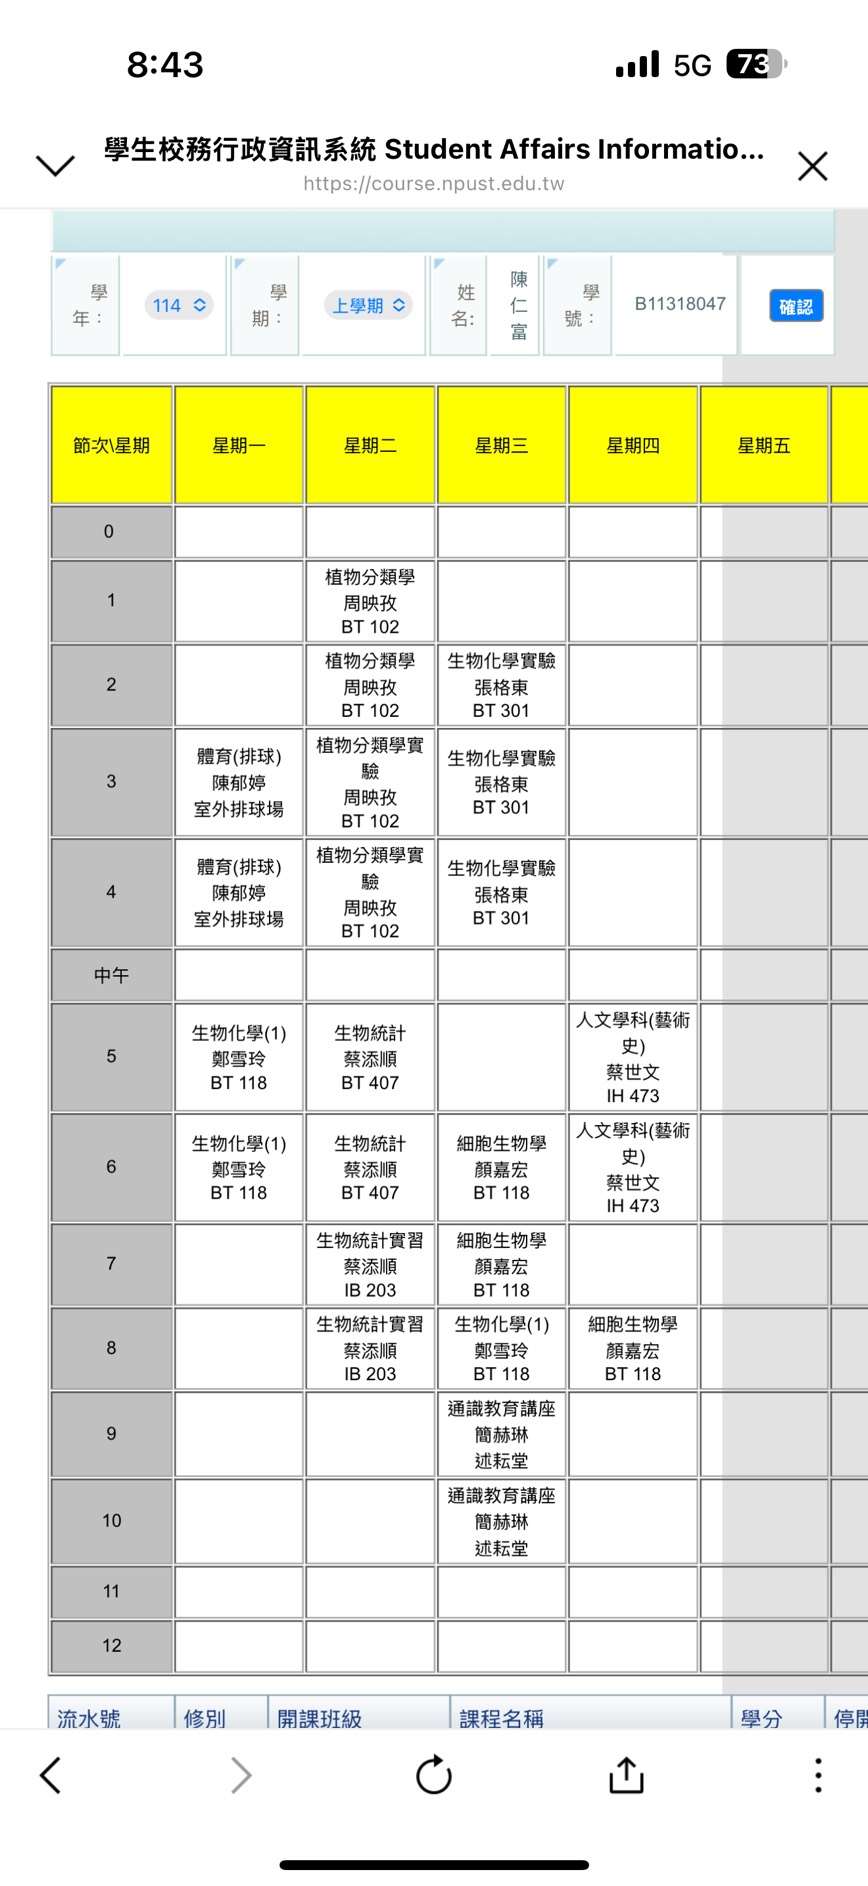 8:43
5G 73
學生校務行政資訊系統 Student Affairs Informatio...
https://course.npust.edu.tw
學年：
114
學期：
上學期
姓名:
陳仁富
學號：
B11318047
確認
節次\星期 星期一 星期二 星期三 星期四 星期五
0
1
植物分類學
周映孜
BT 102
2
植物分類學
周映孜
BT 102
生物化學實驗
張格東
BT 301
3
體育(排球)
陳郁婷
室外排球場
植物分類學實
驗
周映孜
BT 102
生物化學實驗
張格東
BT 301
4
體育(排球)
陳郁婷
室外排球場
植物分類學實
驗
周映孜
BT 102
生物化學實驗
張格東
BT 301
中午
5
生物化學(1)
鄭雪玲
BT 118
生物統計
蔡添順
BT 407
人文學科(藝術
史)
蔡世文
IH 473
6
生物化學(1)
鄭雪玲
BT 118
生物統計
蔡添順
BT 407
細胞生物學
顏嘉宏
BT 118
人文學科(藝術
史)
蔡世文
IH 473
7
生物統計實習
蔡添順
IB 203
細胞生物學
顏嘉宏
BT 118
8
生物統計實習
蔡添順
IB 203
生物化學(1)
鄭雪玲
BT 118
細胞生物學
顏嘉宏
BT 118
9
通識教育講座
簡赫琳
述耘堂
10
通識教育講座
簡赫琳
述耘堂
11
12
流水號 修別 開課班級 課程名稱 學分 停開